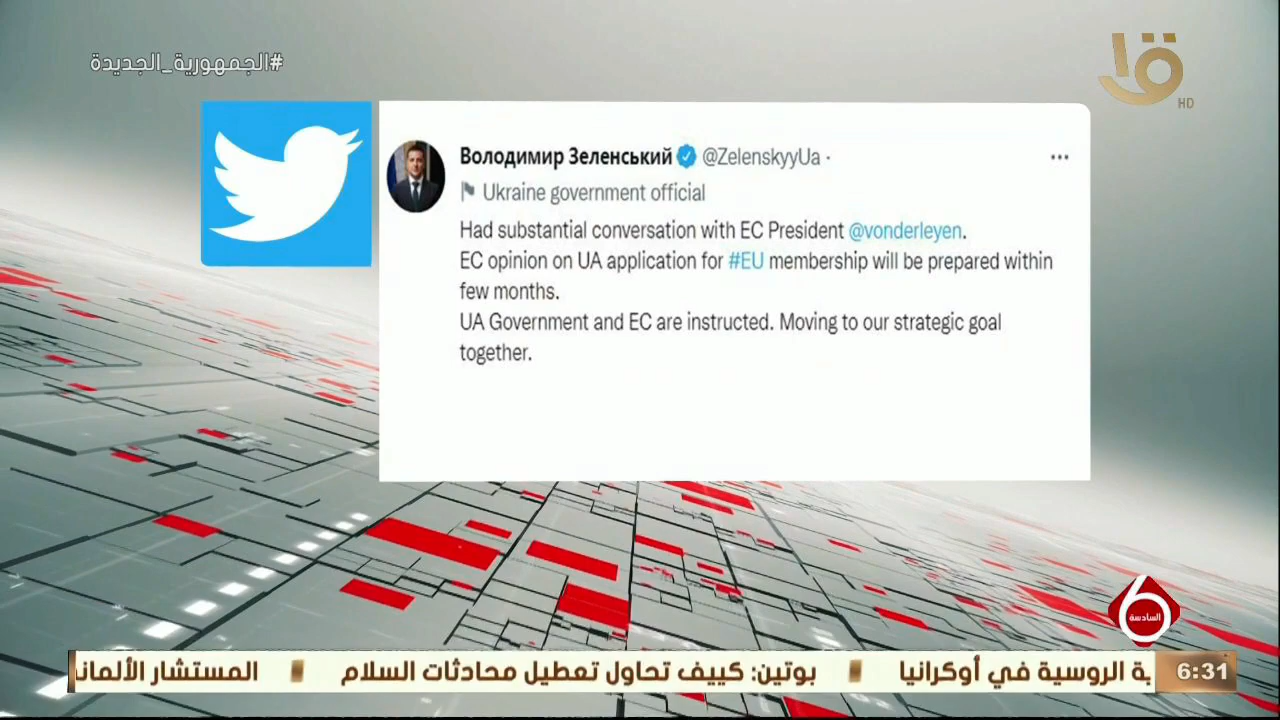 #الجمهورية_الجديدة
HD
Володимир Зеленський @ZelenskyyUa ·
Ukraine government official
Had substantial conversation with EC President @vonderleyen.
EC opinion on UA application for #EU membership will be prepared within
few months.
UA Government and EC are instructed. Moving to our strategic goal
together.
6
السادسة
6:31
ية الروسية في أوكرانيا
بوتين: كييف تحاول تعطيل محادثات السلام
المستشار الألمان